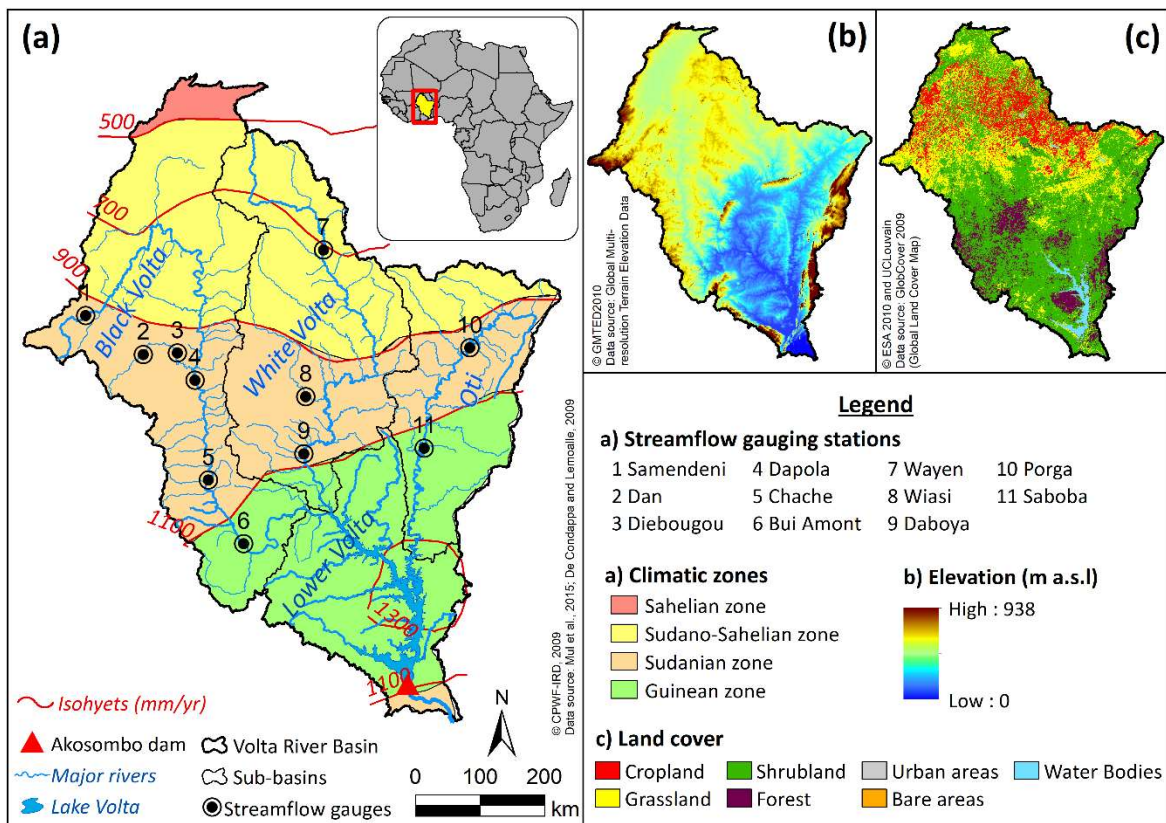 (a)
500
700
900
1100
1300
1100
Black Volta
White Volta
Oti
Lower Volta
1
2
3
4
5
6
8
9
10
11
© CPWF-IRD, 2009
Data source: Mul et al., 2015; De Condappa and Lemoalle, 2009
Isohyets (mm/yr)
Akosombo dam
Major rivers
Lake Volta
Volta River Basin
Sub-basins
Streamflow gauges
N
0 100 200
km
(b)
© GMTED2010
Data source: Global Multi-
resolution Terrain Elevation Data
(c)
© ESA 2010 and UCLouvain
Data source: GlobCover 2009
(Global Land Cover Map)
Legend
a) Streamflow gauging stations
1 Samendeni 4 Dapola 7 Wayen 10 Porga
2 Dan 5 Chache 8 Wiasi 11 Saboba
3 Diebougou 6 Bui Amont 9 Daboya
a) Climatic zones
Sahelian zone
Sudano-Sahelian zone
Sudanian zone
Guinean zone
b) Elevation (m a.s.l)
High : 938
Low : 0
c) Land cover
Cropland Shrubland Urban areas Water Bodies
Grassland Forest Bare areas